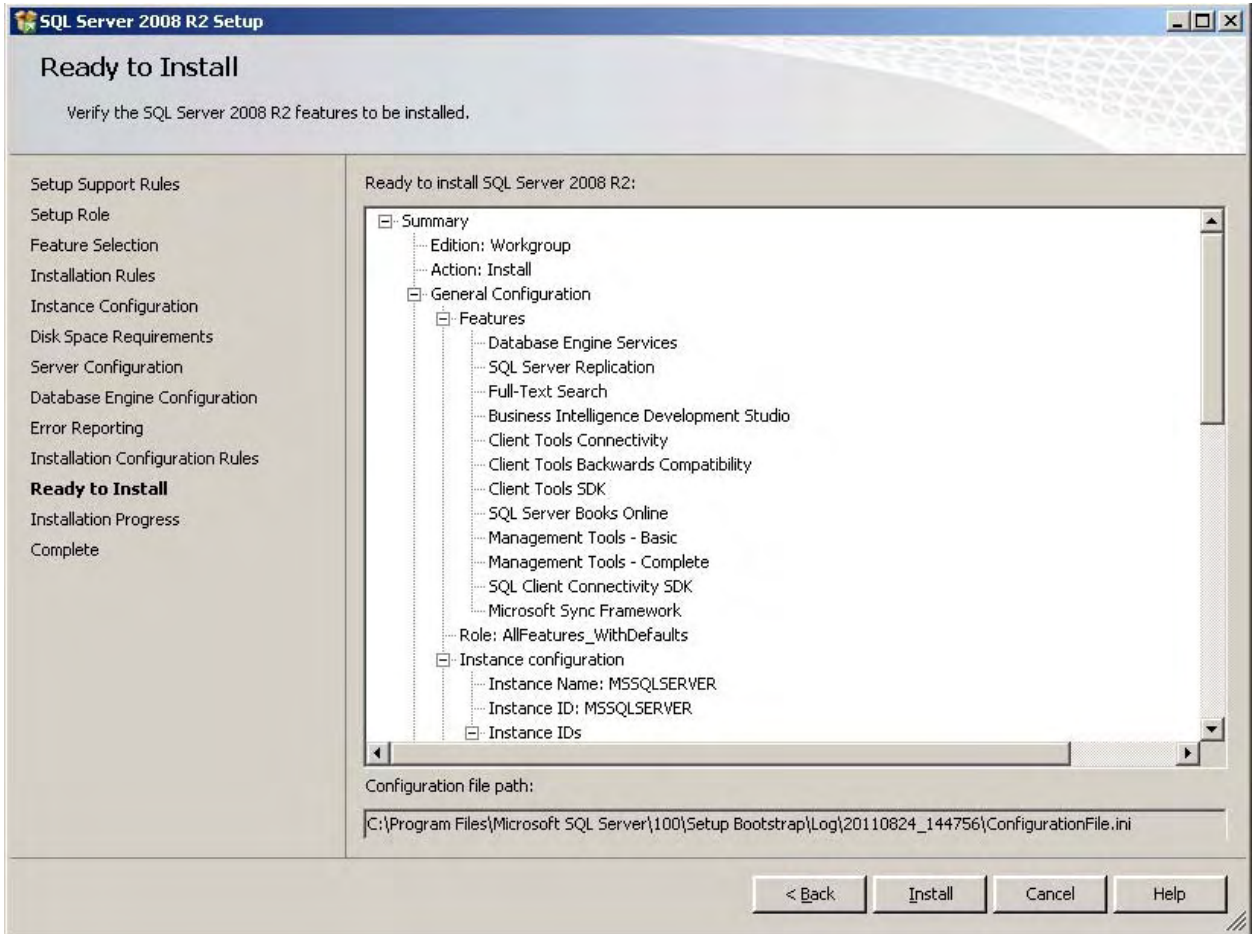 SQL Server 2008 R2 Setup
Ready to Install
Verify the SQL Server 2008 R2 features to be installed.
Setup Support Rules
Setup Role
Feature Selection
Installation Rules
Instance Configuration
Disk Space Requirements
Server Configuration
Database Engine Configuration
Error Reporting
Installation Configuration Rules
Ready to Install
Installation Progress
Complete
Ready to install SQL Server 2008 R2:
Summary
Edition: Workgroup
Action: Install
General Configuration
Features
Database Engine Services
SQL Server Replication
Full-Text Search
Business Intelligence Development Studio
Client Tools Connectivity
Client Tools Backwards Compatibility
Client Tools SDK
SQL Server Books Online
Management Tools - Basic
Management Tools - Complete
SQL Client Connectivity SDK
Microsoft Sync Framework
Role: AllFeatures_WithDefaults
Instance configuration
Instance Name: MSSQLSERVER
Instance ID: MSSQLSERVER
Instance IDs
Configuration file path:
C:\Program Files\Microsoft SQL Server\100\Setup Bootstrap\Log\20110824_144756\ConfigurationFile.ini
< Back Install Cancel Help